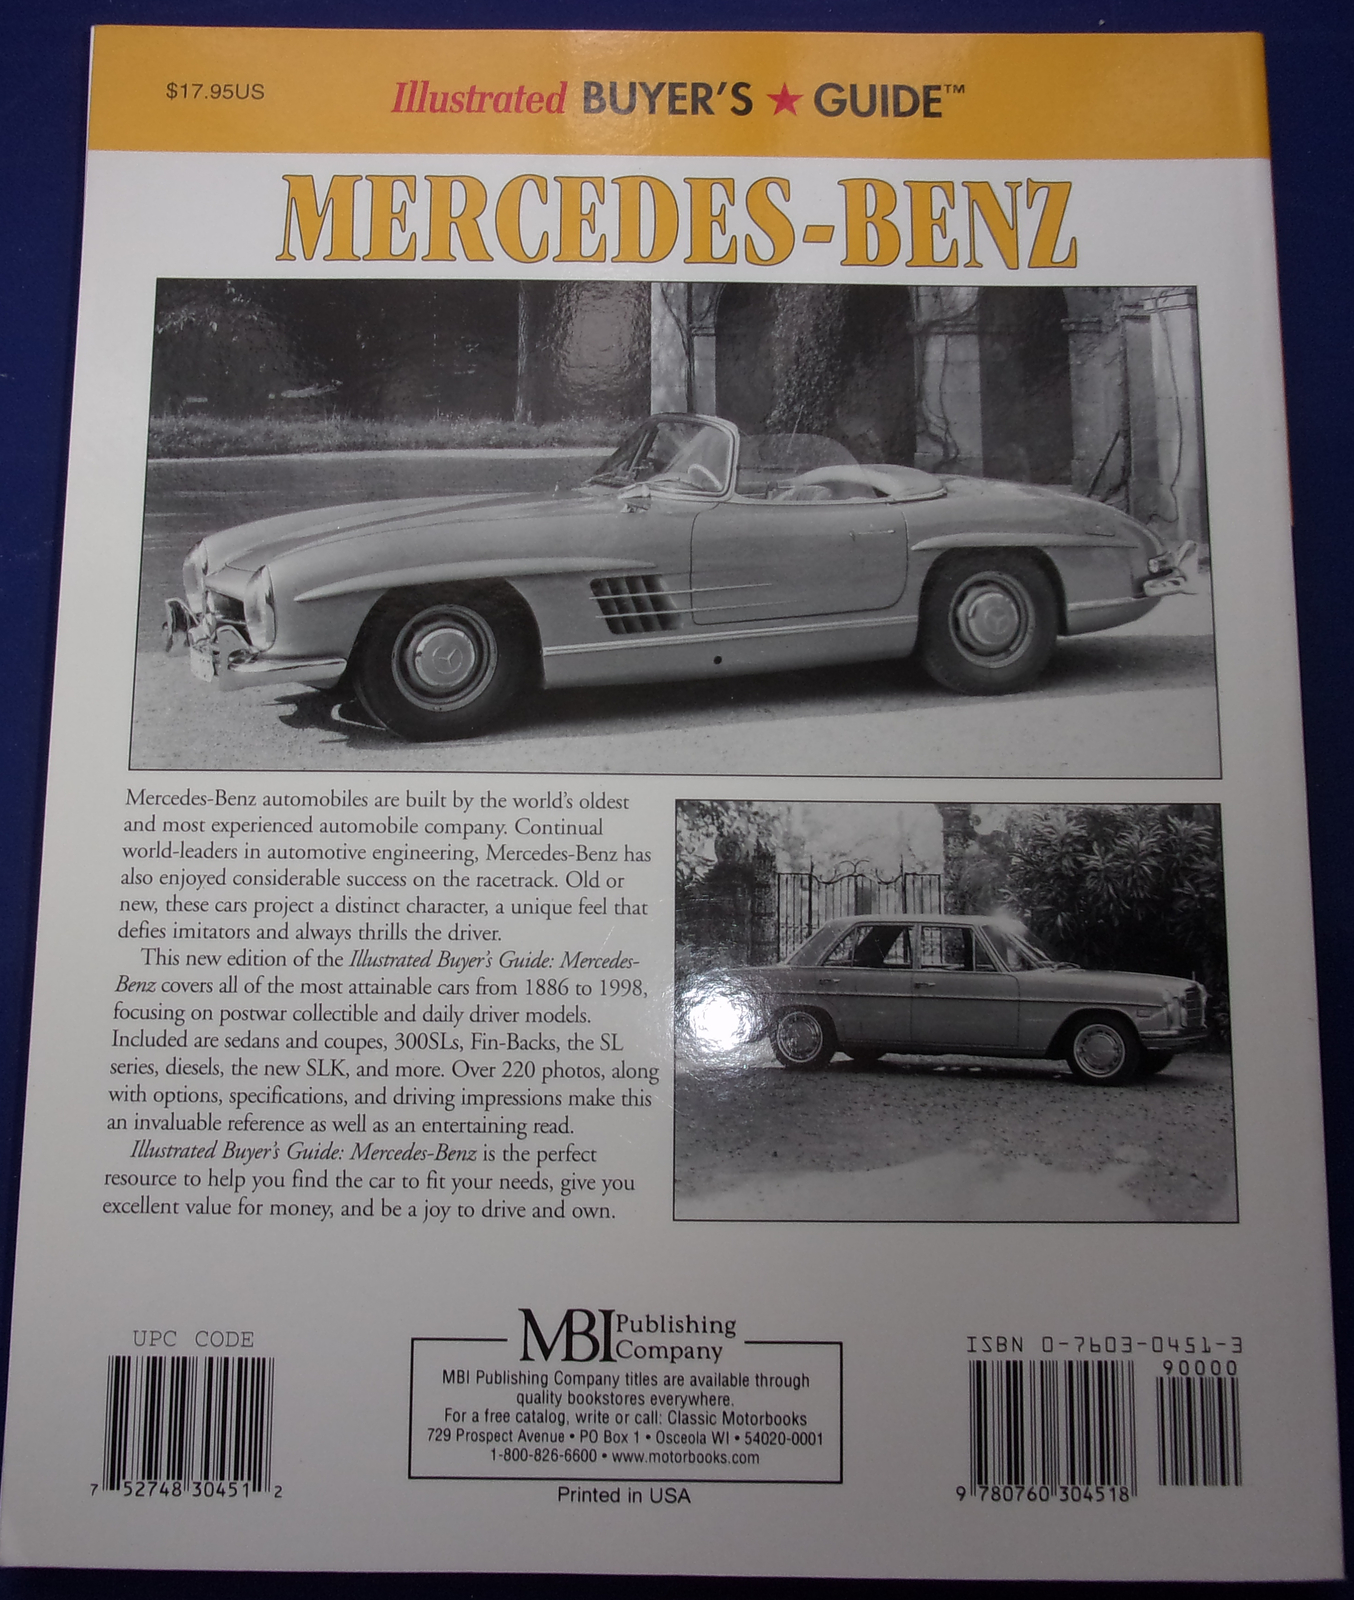 $17.95US
Illustrated BUYER'S ★ GUIDE™
MERCEDES-BENZ
Mercedes-Benz automobiles are built by the world's oldest
and most experienced automobile company. Continual
world-leaders in automotive engineering, Mercedes-Benz has
also enjoyed considerable success on the racetrack. Old or
new, these cars project a distinct character, a unique feel that
defies imitators and always thrills the driver.
This new edition of the Illustrated Buyer's Guide: Mercedes-
Benz covers all of the most attainable cars from 1886 to 1998,
focusing on postwar collectible and daily driver models.
Included are sedans and coupes, 300SLs, Fin-Backs, the SL
series, diesels, the new SLK, and more. Over 220 photos, along
with options, specifications, and driving impressions make this
an invaluable reference as well as an entertaining read.
Illustrated Buyer's Guide: Mercedes-Benz is the perfect
resource to help you find the car to fit your needs, give you
excellent value for money, and be a joy to drive and own.
UPC CODE
7 52748 30451 2
MBI Publishing
Company
MBI Publishing Company titles are available through
quality bookstores everywhere.
For a free catalog, write or call: Classic Motorbooks
729 Prospect Avenue • PO Box 1 • Osceola WI • 54020-0001
1-800-826-6600 • www.motorbooks.com
Printed in USA
ISBN 0-7603-0451-3
90000
9 780760 304518